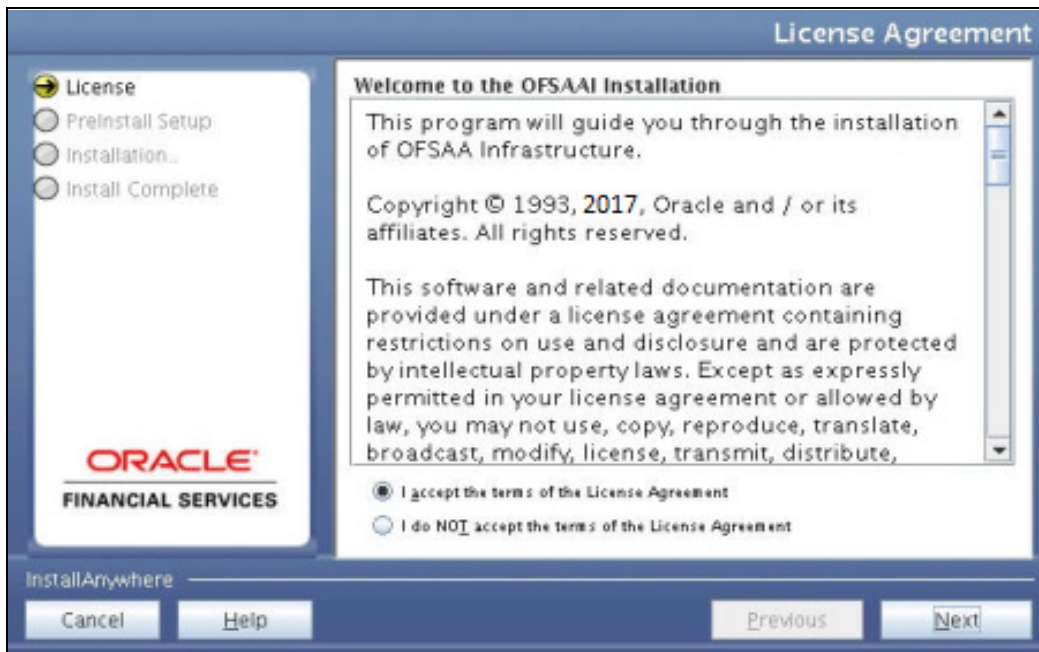 License Agreement
License
PreInstall Setup
Installation...
Install Complete
ORACLE®
FINANCIAL SERVICES
Welcome to the OFSAAI Installation
This program will guide you through the installation
of OFSAA Infrastructure.
Copyright © 1993, 2017, Oracle and / or its
affiliates. All rights reserved.
This software and related documentation are
provided under a license agreement containing
restrictions on use and disclosure and are protected
by intellectual property laws. Except as expressly
permitted in your license agreement or allowed by
law, you may not use, copy, reproduce, translate,
broadcast, modify, license, transmit, distribute,
I accept the terms of the License Agreement
I do NOT accept the terms of the License Agreement
InstallAnywhere
Cancel
Help
Previous
Next